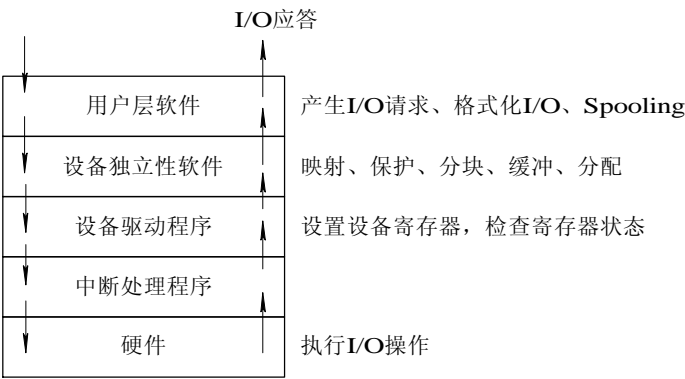 I/O应答
用户层软件 产生I/O请求、格式化I/O、Spooling
设备独立性软件 映射、保护、分块、缓冲、分配
设备驱动程序 设置设备寄存器，检查寄存器状态
中断处理程序
硬件 执行I/O操作